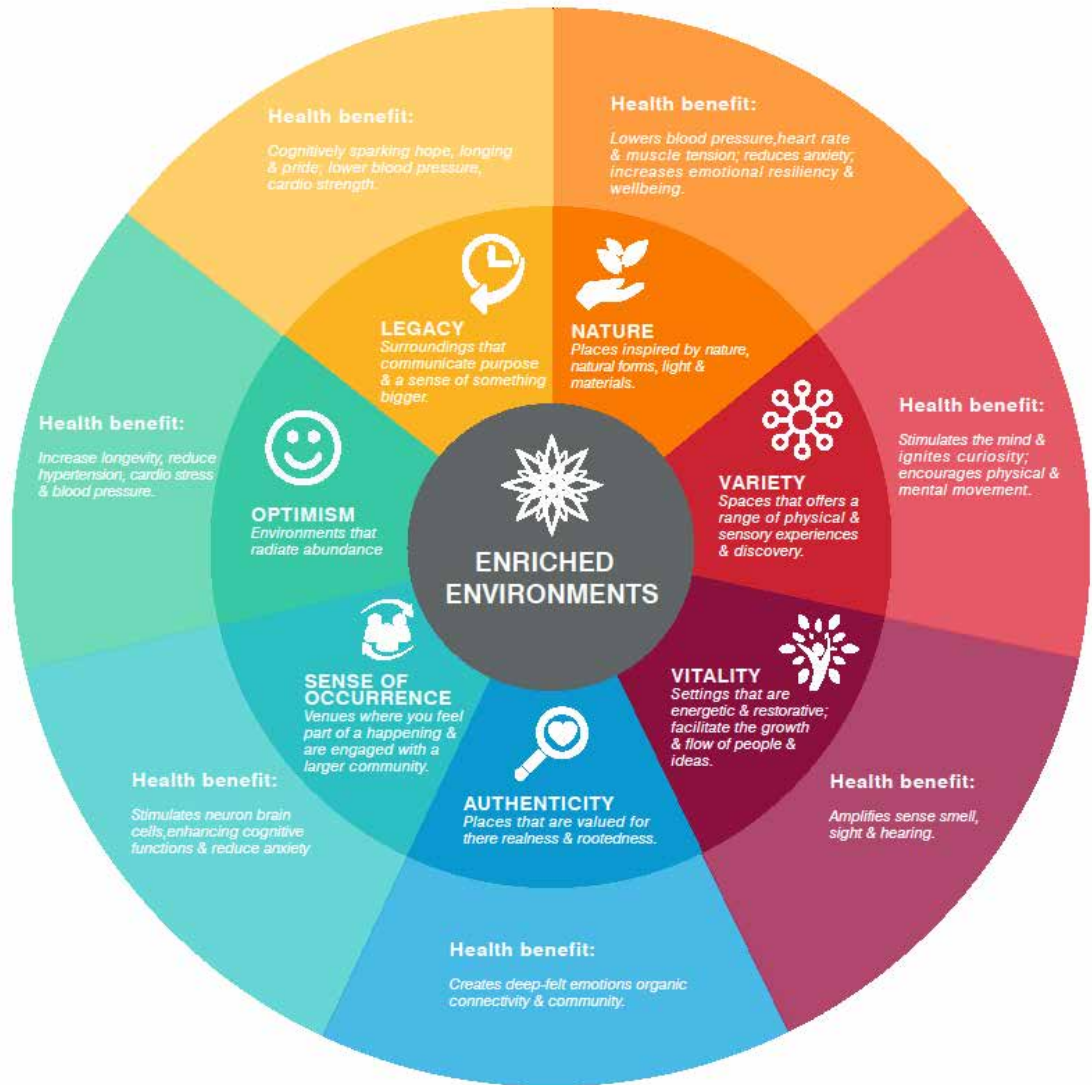 ENRICHED
ENVIRONMENTS
NATURE
Places inspired by nature,
natural forms, light &
materials.
Health benefit:
Lowers blood pressure,heart rate
& muscle tension; reduces anxiety;
increases emotional resiliency &
wellbeing.
VARIETY
Spaces that offers a
range of physical &
sensory experiences
& discovery.
Health benefit:
Stimulates the mind &
ignites curiosity;
encourages physical &
mental movement.
VITALITY
Settings that are
energetic & restorative;
facilitate the growth
& flow of people &
ideas.
Health benefit:
Amplifies sense smell,
sight & hearing.
AUTHENTICITY
Places that are valued for
there realness & rootedness.
Health benefit:
Creates deep-felt emotions organic
connectivity & community.
SENSE OF
OCCURRENCE
Venues where you feel
part of a happening &
are engaged with a
larger community.
Health benefit:
Stimulates neuron brain
cells,enhancing cognitive
functions & reduce anxiety
OPTIMISM
Environments that
radiate abundance
Health benefit:
Increase longevity, reduce
hypertension, cardio stress
& blood pressure.
LEGACY
Surroundings that
communicate purpose
& a sense of something
bigger.
Health benefit:
Cognitively sparking hope, longing
& pride; lower blood pressure,
cardio strength.